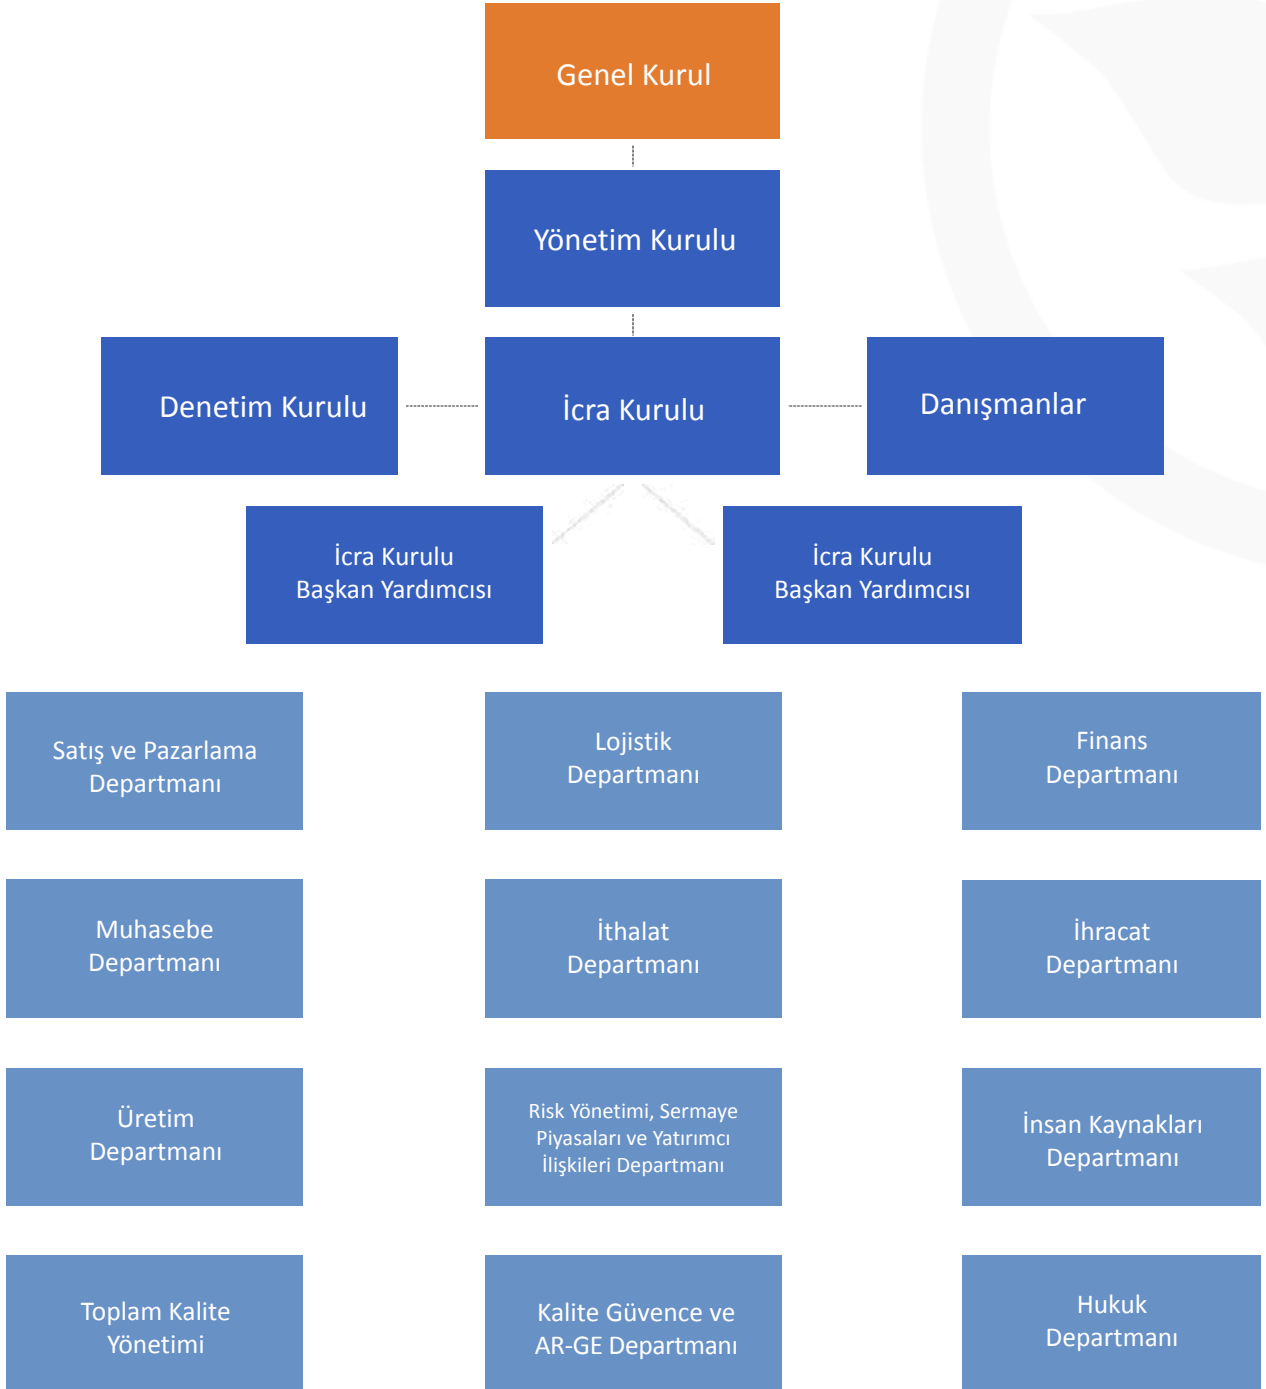 Genel Kurul
Yönetim Kurulu
Denetim Kurulu
İcra Kurulu
Danışmanlar
İcra Kurulu
Başkan Yardımcısı
İcra Kurulu
Başkan Yardımcısı
Satış ve Pazarlama
Departmanı
Lojistik
Departmanı
Finans
Departmanı
Muhasebe
Departmanı
İthalat
Departmanı
İhracat
Departmanı
Üretim
Departmanı
Risk Yönetimi, Sermaye
Piyasaları ve Yatırımcı
İlişkileri Departmanı
İnsan Kaynakları
Departmanı
Toplam Kalite
Yönetimi
Kalite Güvence ve
AR-GE Departmanı
Hukuk
Departmanı